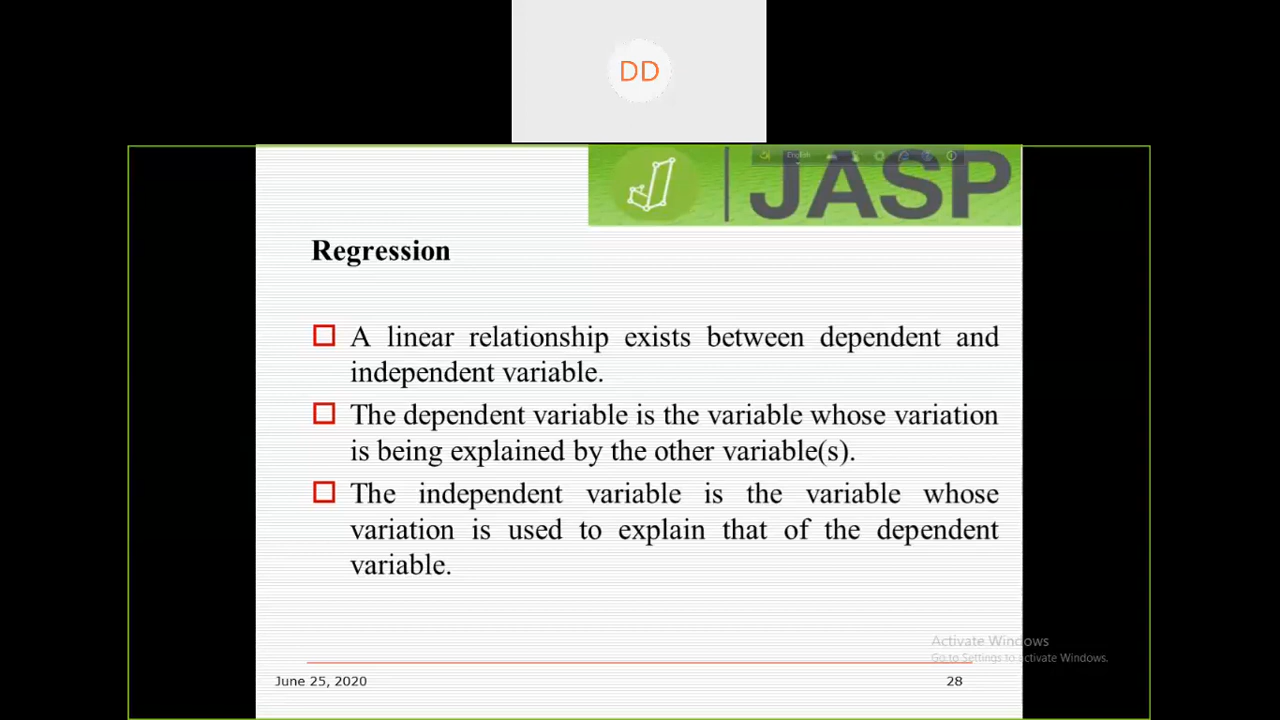 DD
English
JASP
Regression
A linear relationship exists between dependent and
independent variable.
The dependent variable is the variable whose variation
is being explained by the other variable(s).
The independent variable is the variable whose
variation is used to explain that of the dependent
variable.
Activate Windows
Go to Settings to activate Windows.
June 25, 2020
28